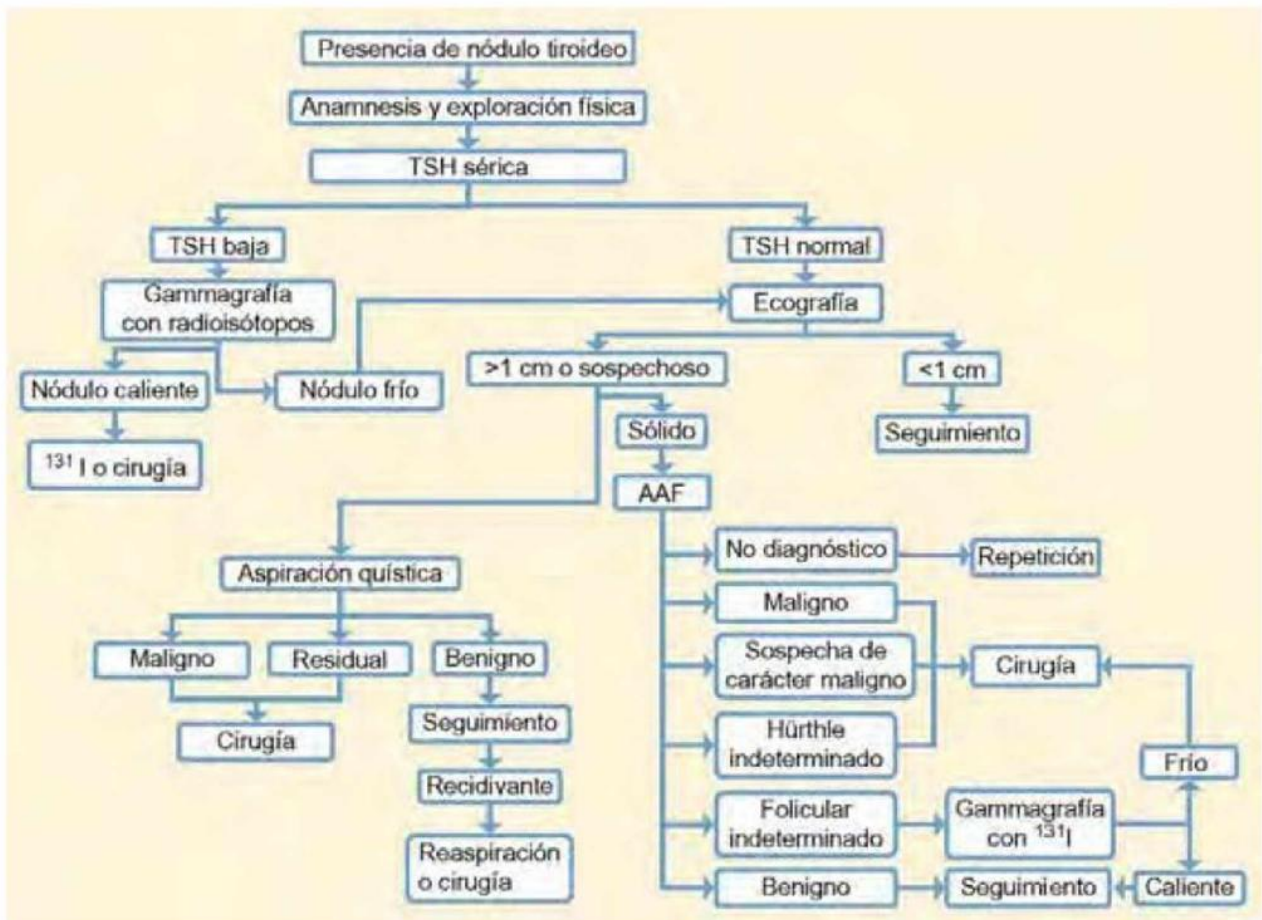 Presencia de nódulo tiroideo
Anamnesis y exploración física
TSH sérica
TSH baja
TSH normal
Gammagrafía
con radioisótopos
Ecografía
Nódulo caliente
Nódulo frío
>1 cm o sospechoso
<1 cm
131 I o cirugía
Sólido
Seguimiento
AAF
Aspiración quística
Maligno
Residual
Benigno
Cirugía
Seguimiento
Recidivante
Reaspiración
o cirugía
No diagnóstico
Repetición
Maligno
Sospecha de
carácter maligno
Cirugía
Hürthle
indeterminado
Frío
Folicular
indeterminado
Gammagrafía
con 131I
Benigno
Seguimiento
Caliente